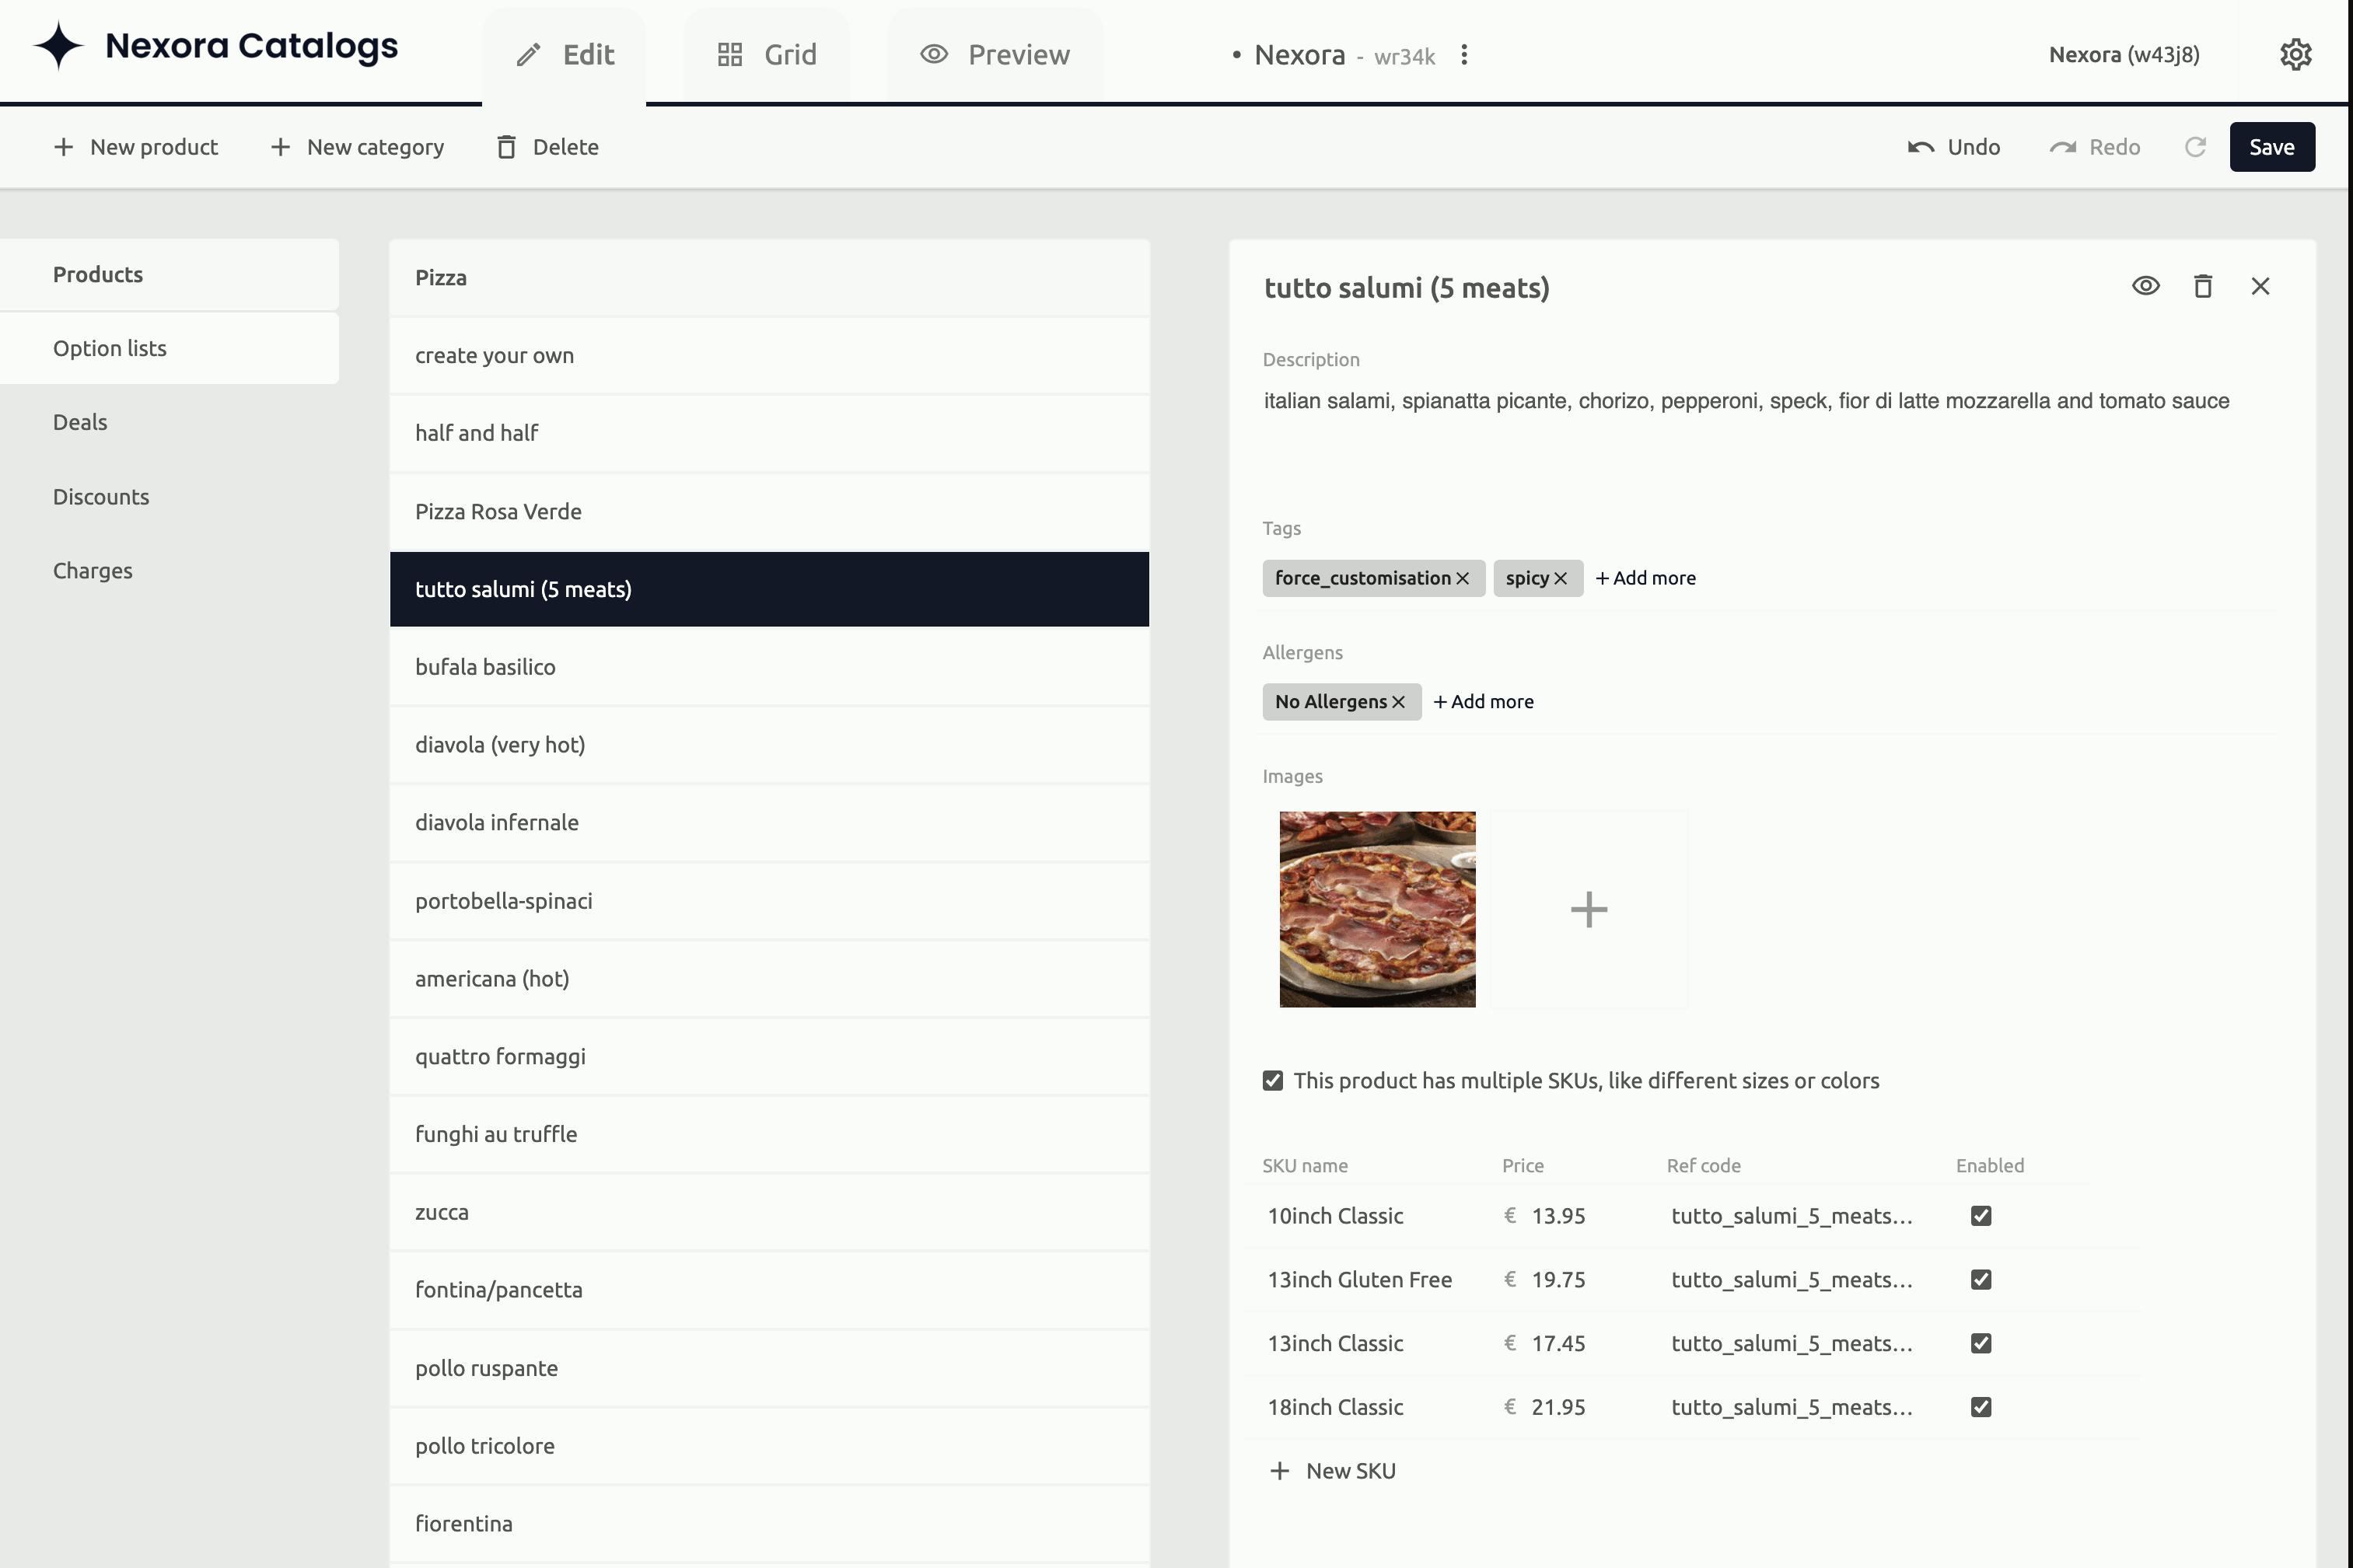 Nexora Catalogs
Edit
Grid
Preview
• Nexora - wr34k
Nexora (w43j8)
+ New product
+ New category
Delete
Undo
Redo
Save
Products
Option lists
Deals
Discounts
Charges
Pizza
create your own
half and half
Pizza Rosa Verde
tutto salumi (5 meats)
bufala basilico
diavola (very hot)
diavola infernale
portobella-spinaci
americana (hot)
quattro formaggi
funghi au truffle
zucca
fontina/pancetta
pollo ruspante
pollo tricolore
fiorentina
tutto salumi (5 meats)
Description
italian salami, spianatta picante, chorizo, pepperoni, speck, fior di latte mozzarella and tomato sauce
Tags
force_customisation × spicy × + Add more
Allergens
No Allergens × + Add more
Images
This product has multiple SKUs, like different sizes or colors
SKU name Price Ref code Enabled
10inch Classic € 13.95 tutto_salumi_5_meats...
13inch Gluten Free € 19.75 tutto_salumi_5_meats...
13inch Classic € 17.45 tutto_salumi_5_meats...
18inch Classic € 21.95 tutto_salumi_5_meats...
+ New SKU